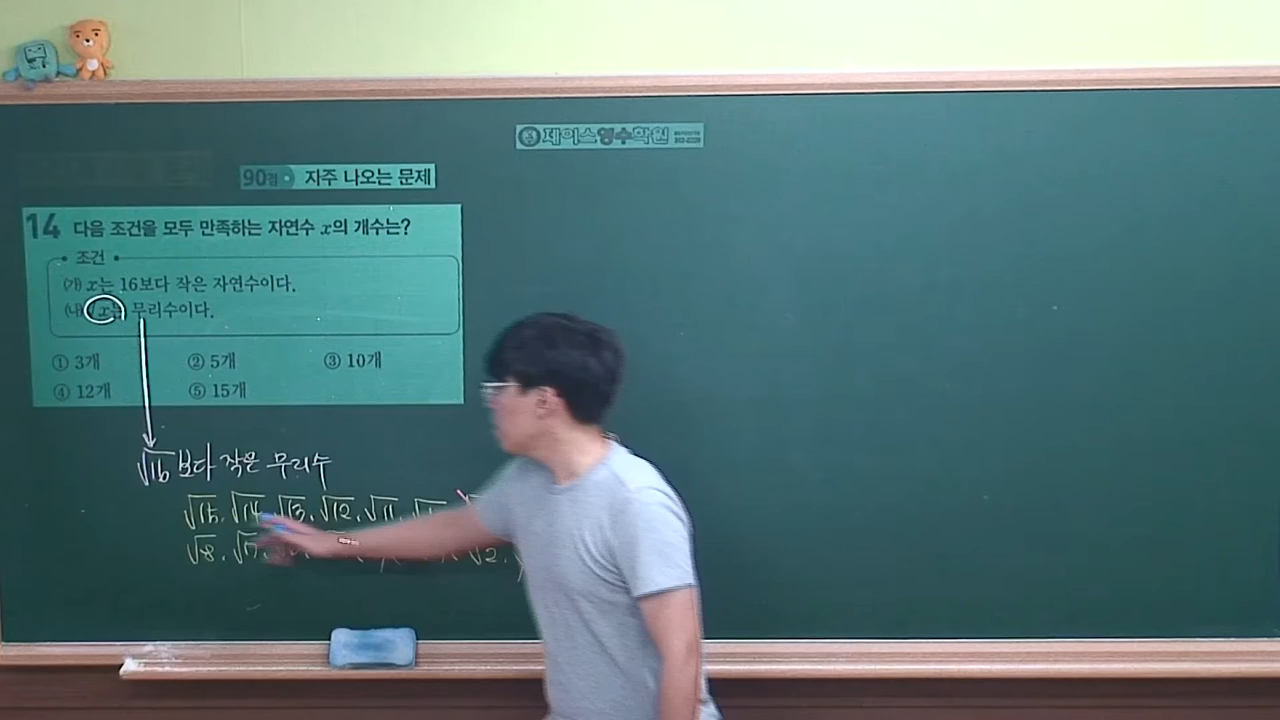 제이스영수학원
90점 자주 나오는 문제
14 다음 조건을 모두 만족하는 자연수 x의 개수는?
조건
㈎ x는 16보다 작은 자연수이다.
㈏ √x는 무리수이다.
① 3개 ② 5개 ③ 10개
④ 12개 ⑤ 15개
√16보다 작은 무리수
√15, √14, √13, √12, √11,
√8, √7, √2,